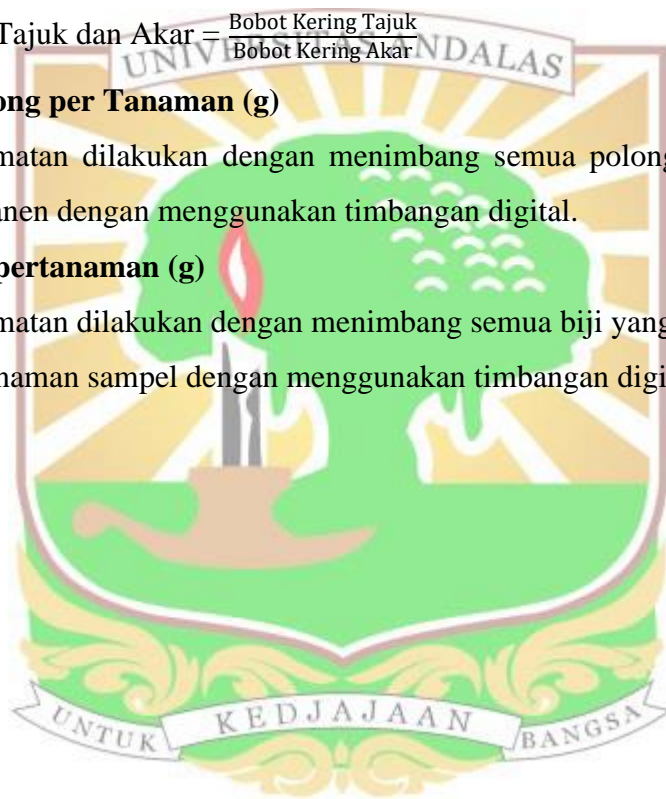 Tajuk dan Akar = Bobot Kering Tajuk / Bobot Kering Akar
UNIVERSITAS ANDALAS
ong per Tanaman (g)
matan dilakukan dengan menimbang semua polong
anen dengan menggunakan timbangan digital.
pertanaman (g)
matan dilakukan dengan menimbang semua biji yang
naman sampel dengan menggunakan timbangan digi
UNTUK KEDJAJAAN BANGSA